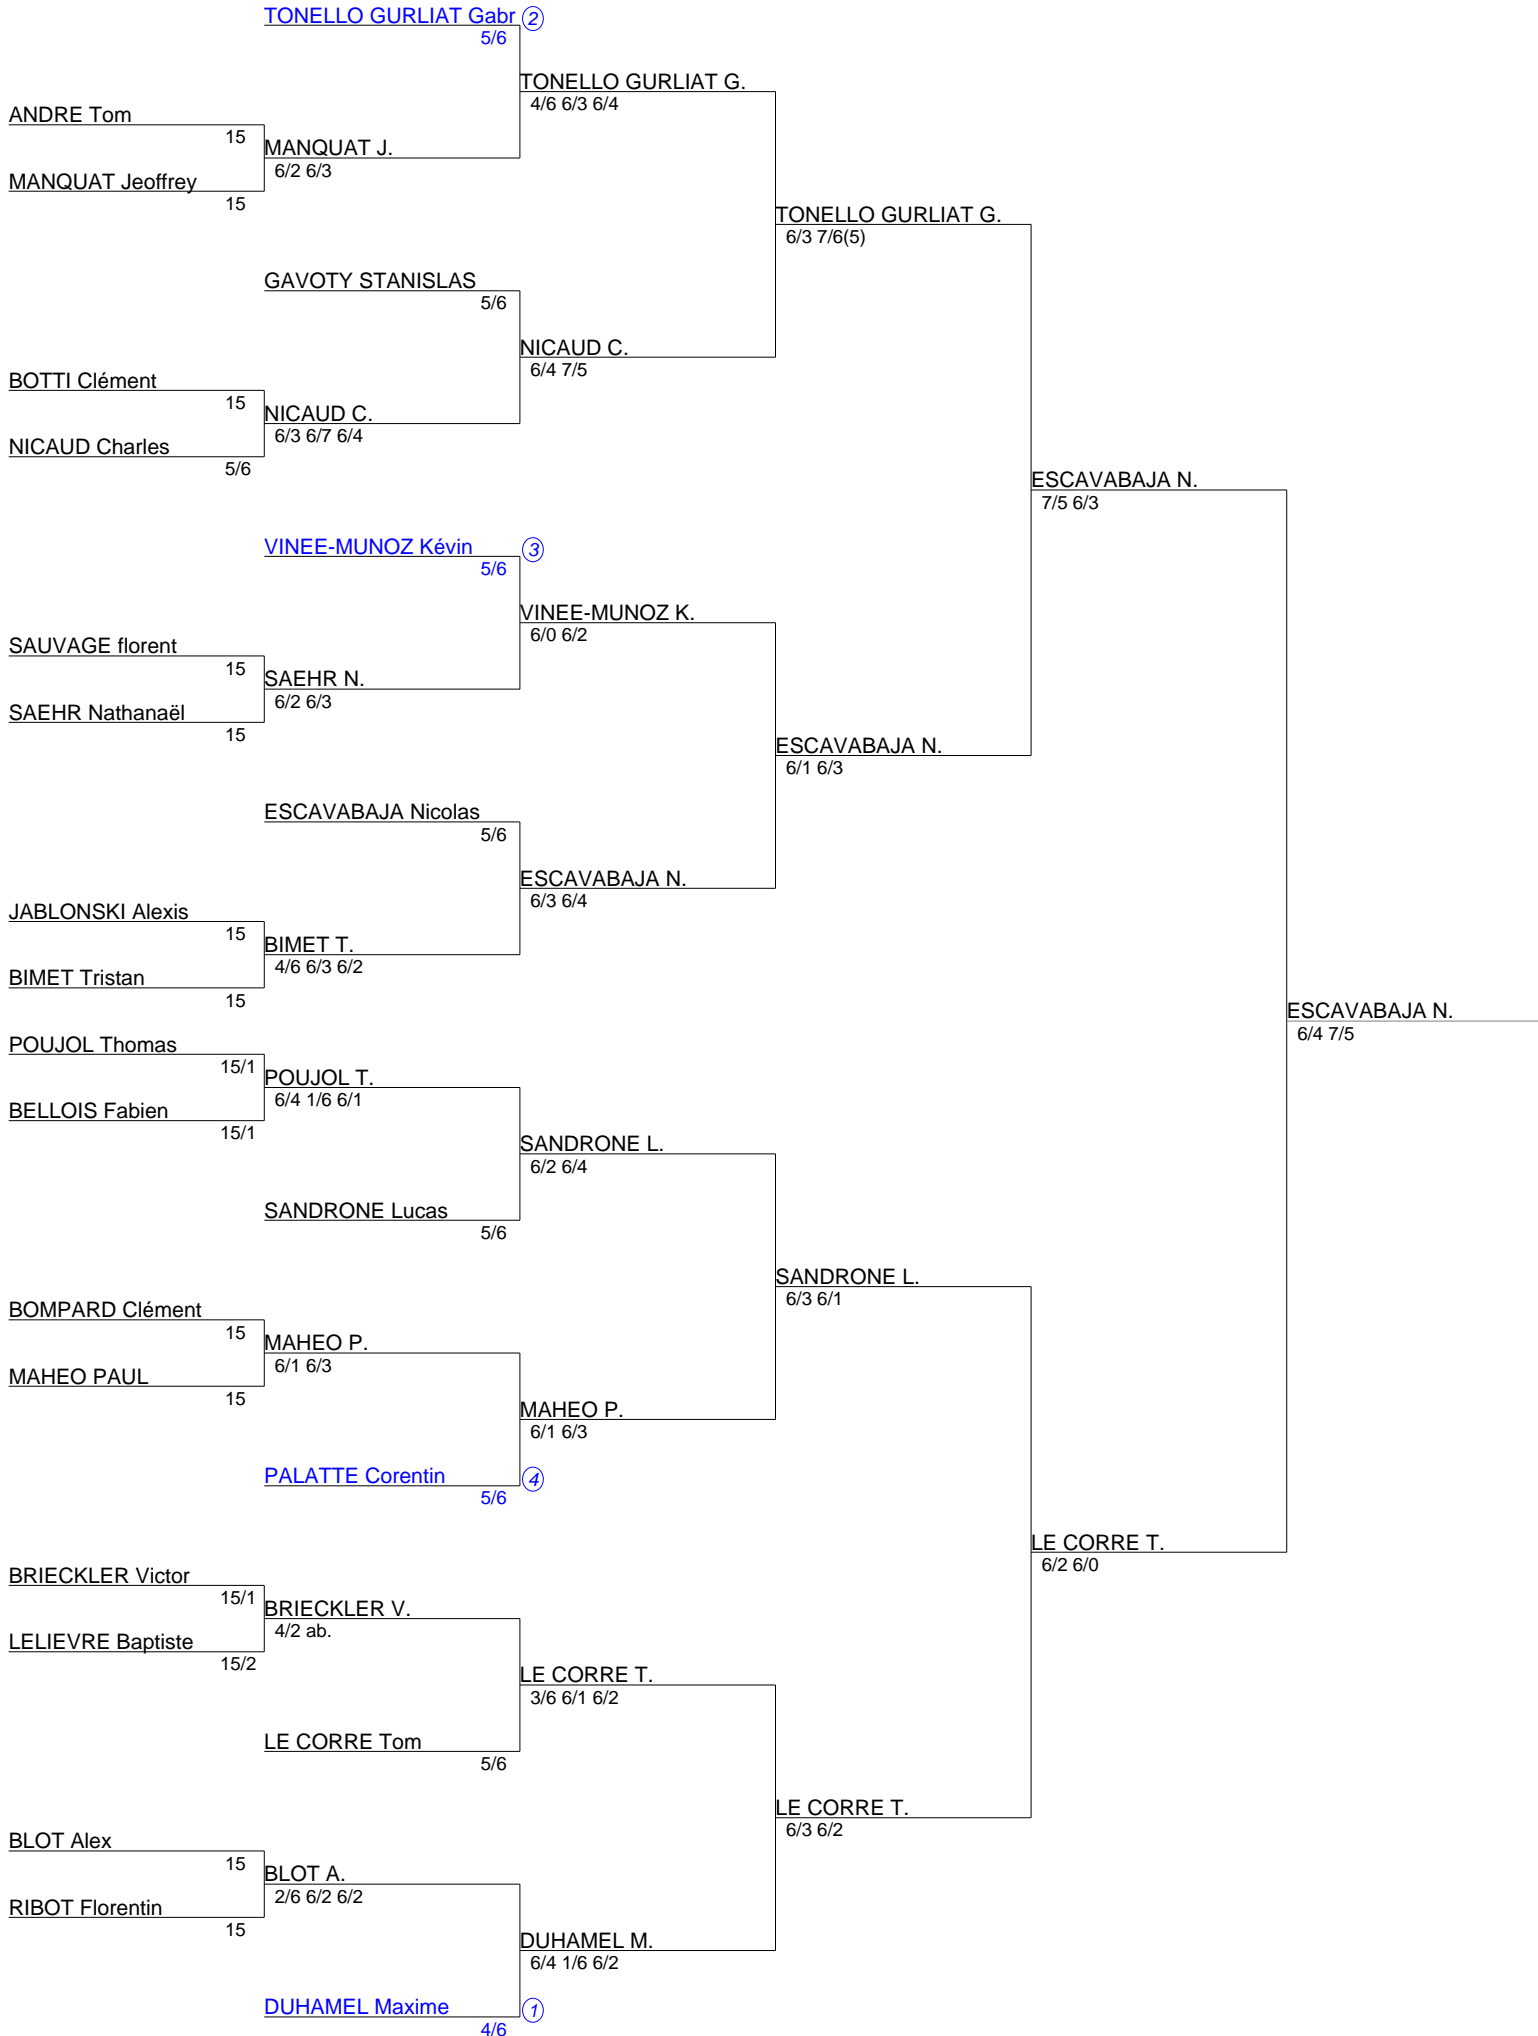 TONELLO GURLIAT Gabr 2
5/6
TONELLO GURLIAT G.
4/6 6/3 6/4
ANDRE Tom
15
MANQUAT J.
6/2 6/3
MANQUAT Jeoffrey
15
TONELLO GURLIAT G.
6/3 7/6(5)
GAVOTY STANISLAS
5/6
NICAUD C.
6/4 7/5
BOTTI Clément
15
NICAUD C.
6/3 6/7 6/4
NICAUD Charles
5/6
ESCAVABAJA N.
7/5 6/3
VINEE-MUNOZ Kévin 3
5/6
VINEE-MUNOZ K.
6/0 6/2
SAUVAGE florent
15
SAEHR N.
6/2 6/3
SAEHR Nathanaël
15
ESCAVABAJA N.
6/1 6/3
ESCAVABAJA Nicolas
5/6
ESCAVABAJA N.
6/3 6/4
JABLONSKI Alexis
15
BIMET T.
4/6 6/3 6/2
BIMET Tristan
15
ESCAVABAJA N.
6/4 7/5
POUJOL Thomas
15/1
POUJOL T.
6/4 1/6 6/1
BELLOIS Fabien
15/1
SANDRONE L.
6/2 6/4
SANDRONE Lucas
5/6
SANDRONE L.
6/3 6/1
BOMPARD Clément
15
MAHEO P.
6/1 6/3
MAHEO PAUL
15
MAHEO P.
6/1 6/3
PALATTE Corentin 4
5/6
LE CORRE T.
6/2 6/0
BRIECKLER Victor
15/1
BRIECKLER V.
4/2 ab.
LELIEVRE Baptiste
15/2
LE CORRE T.
3/6 6/1 6/2
LE CORRE Tom
5/6
LE CORRE T.
6/3 6/2
BLOT Alex
15
BLOT A.
2/6 6/2 6/2
RIBOT Florentin
15
DUHAMEL M.
6/4 1/6 6/2
DUHAMEL Maxime 1
4/6